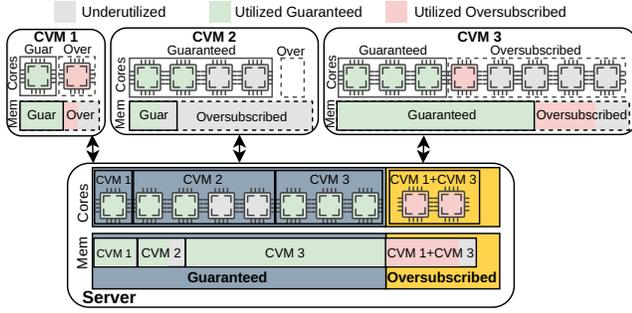 Underutilized Utilized Guaranteed Utilized Oversubscribed
CVM 1 CVM 2 CVM 3
Guar Over Guaranteed Over Guaranteed Oversubscribed
Cores Cores Cores
Mem Guar Over Mem Guar Oversubscribed Mem Guaranteed Oversubscribed
Cores CVM 1 CVM 2 CVM 3 CVM 1+CVM 3
Mem CVM 1 CVM 2 CVM 3 CVM 1+CVM 3
Guaranteed Oversubscribed
Server